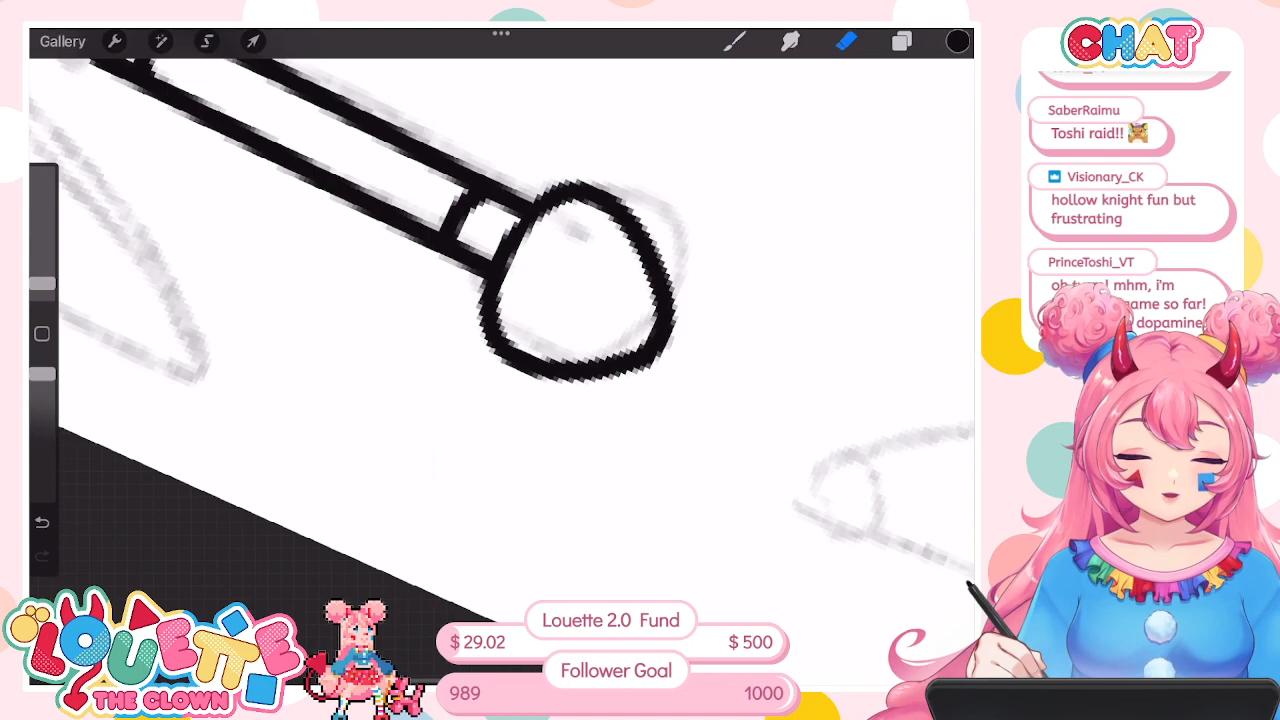 Gallery
CHAT
SaberRaimu
Toshi raid!!
Visionary_CK
hollow knight fun but
frustrating
PrinceToshi_VT
mhm, i'm
game so far!
dopamine
LOUETTE
THE CLOWN
Louette 2.0 Fund
$ 29.02
$ 500
Follower Goal
989
1000